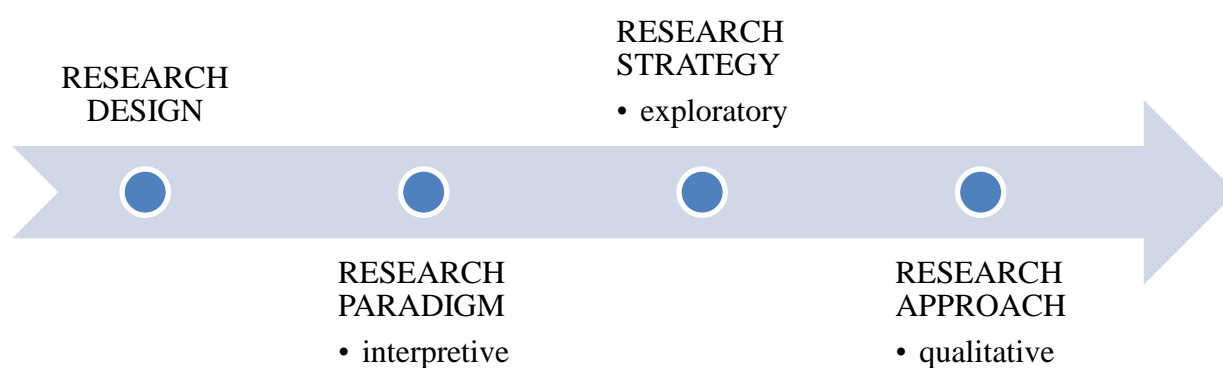 RESEARCH
DESIGN
RESEARCH
PARADIGM
• interpretive
RESEARCH
STRATEGY
• exploratory
RESEARCH
APPROACH
• qualitative